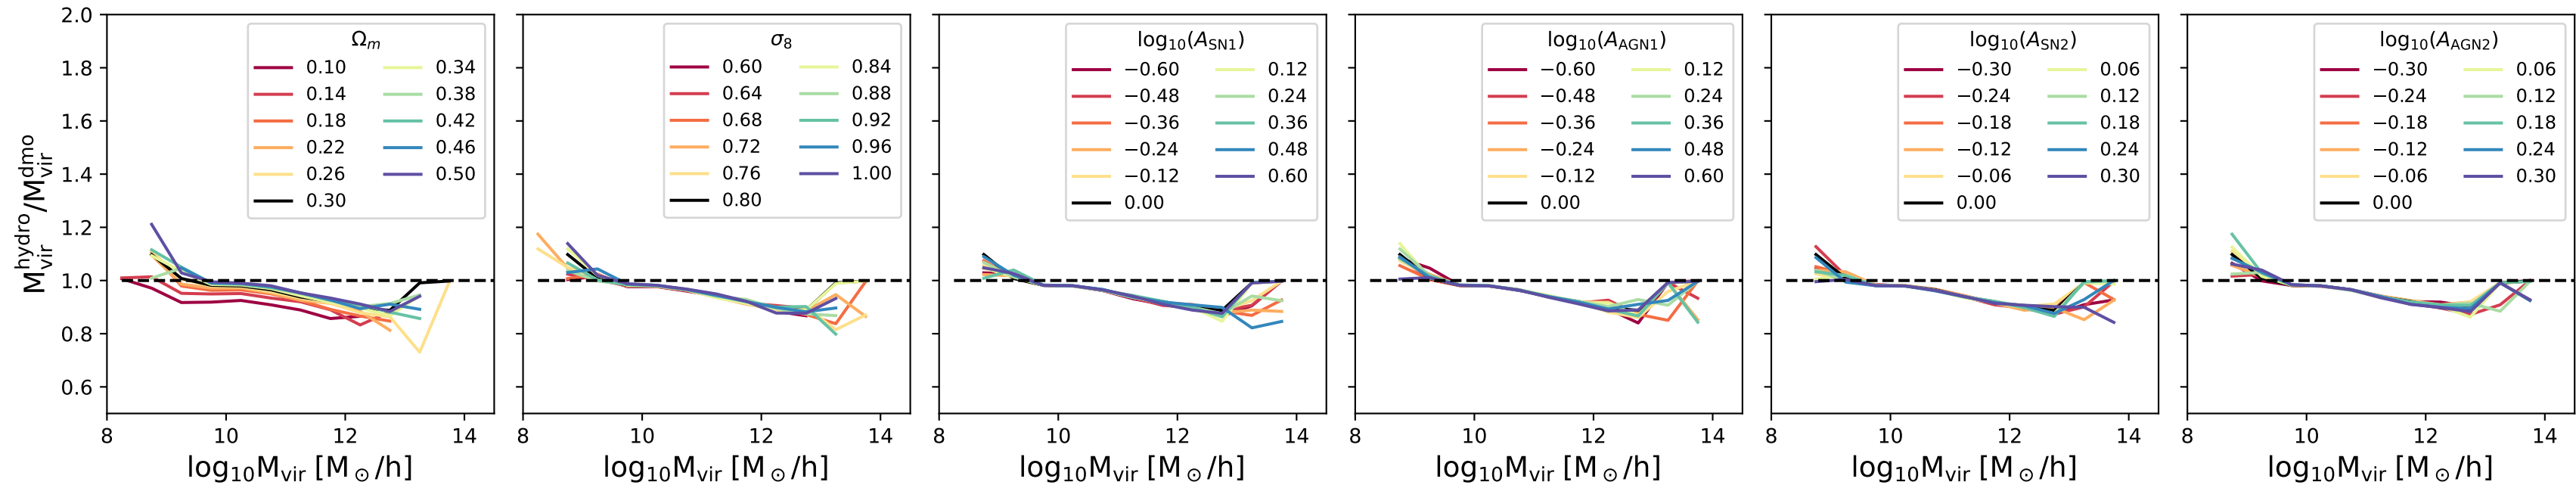 M_vir^hydro/M_vir^dmo
2.0
1.8
1.6
1.4
1.2
1.0
0.8
0.6
Ω_m
0.10 0.34
0.14 0.38
0.18 0.42
0.22 0.46
0.26 0.50
0.30
8 10 12 14
log₁₀M_vir [M_⊙/h]
σ₈
0.60 0.84
0.64 0.88
0.68 0.92
0.72 0.96
0.76 1.00
0.80
8 10 12 14
log₁₀M_vir [M_⊙/h]
log₁₀(A_SN1)
−0.60 0.12
−0.48 0.24
−0.36 0.36
−0.24 0.48
−0.12 0.60
0.00
8 10 12 14
log₁₀M_vir [M_⊙/h]
log₁₀(A_AGN1)
−0.60 0.12
−0.48 0.24
−0.36 0.36
−0.24 0.48
−0.12 0.60
0.00
8 10 12 14
log₁₀M_vir [M_⊙/h]
log₁₀(A_SN2)
−0.30 0.06
−0.24 0.12
−0.18 0.18
−0.12 0.24
−0.06 0.30
0.00
8 10 12 14
log₁₀M_vir [M_⊙/h]
log₁₀(A_AGN2)
−0.30 0.06
−0.24 0.12
−0.18 0.18
−0.12 0.24
−0.06 0.30
0.00
8 10 12 14
log₁₀M_vir [M_⊙/h]